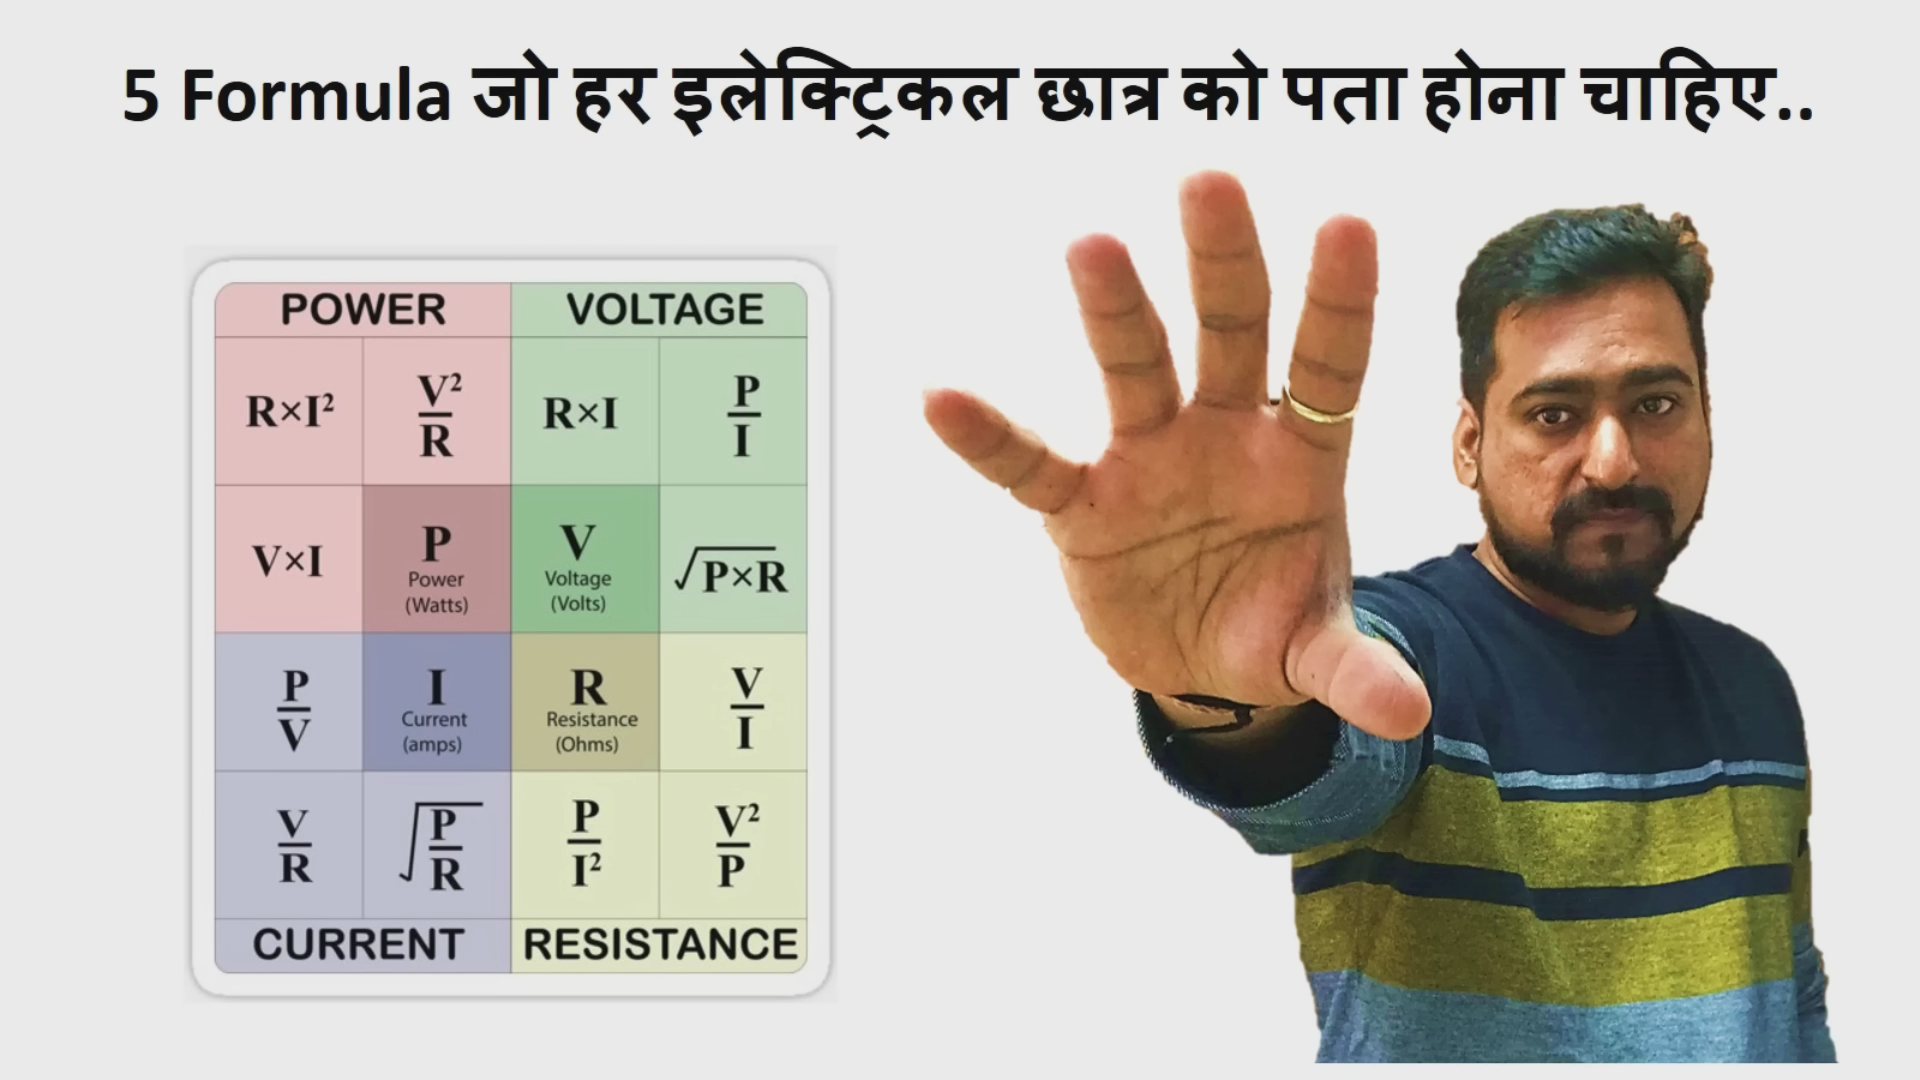 5 Formula जो हर इलेक्ट्रिकल छात्र को पता होना चाहिए..
POWER VOLTAGE
R×I² V²/R R×I P/I
V×I P Power (Watts) V Voltage (Volts) √P×R
P/V I Current (amps) R Resistance (Ohms) V/I
V/R √P/R P/I² V²/P
CURRENT RESISTANCE